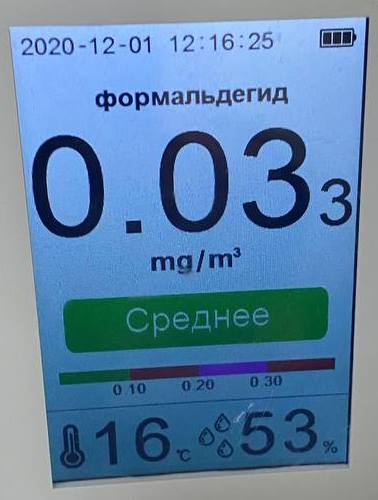 2020-12-01 12:16:25
формальдегид
0.033
mg/m³
Среднее
0.10 0.20 0.30
16℃ 53%